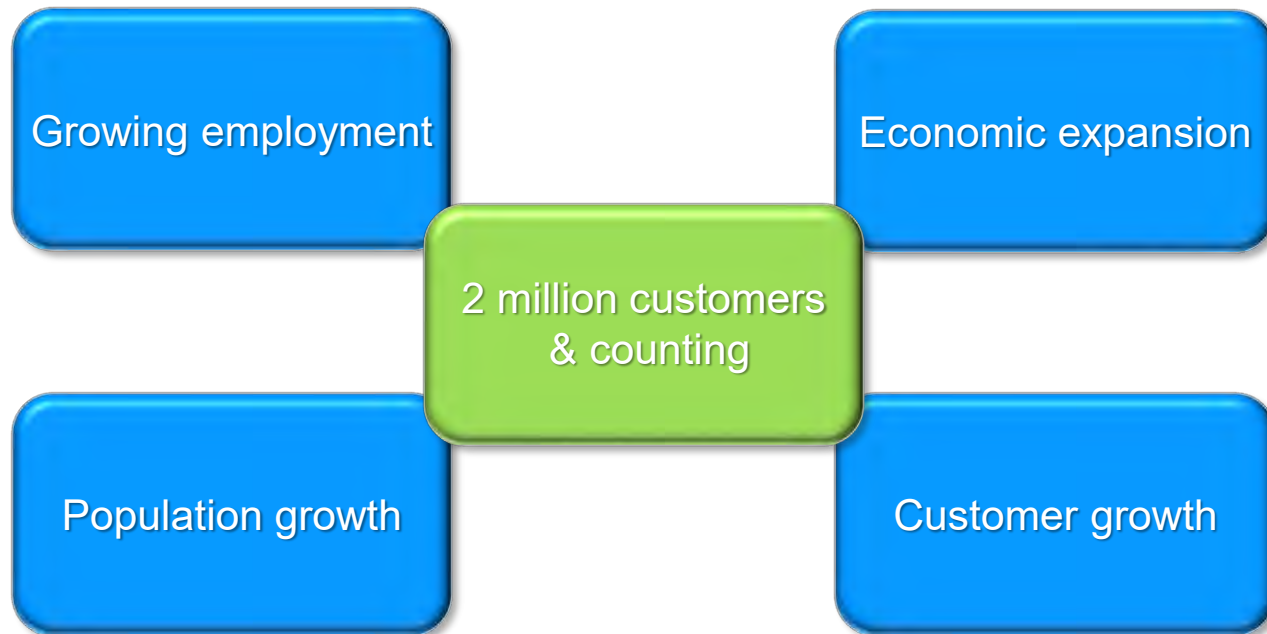 Growing employment
Economic expansion
2 million customers
& counting
Population growth
Customer growth